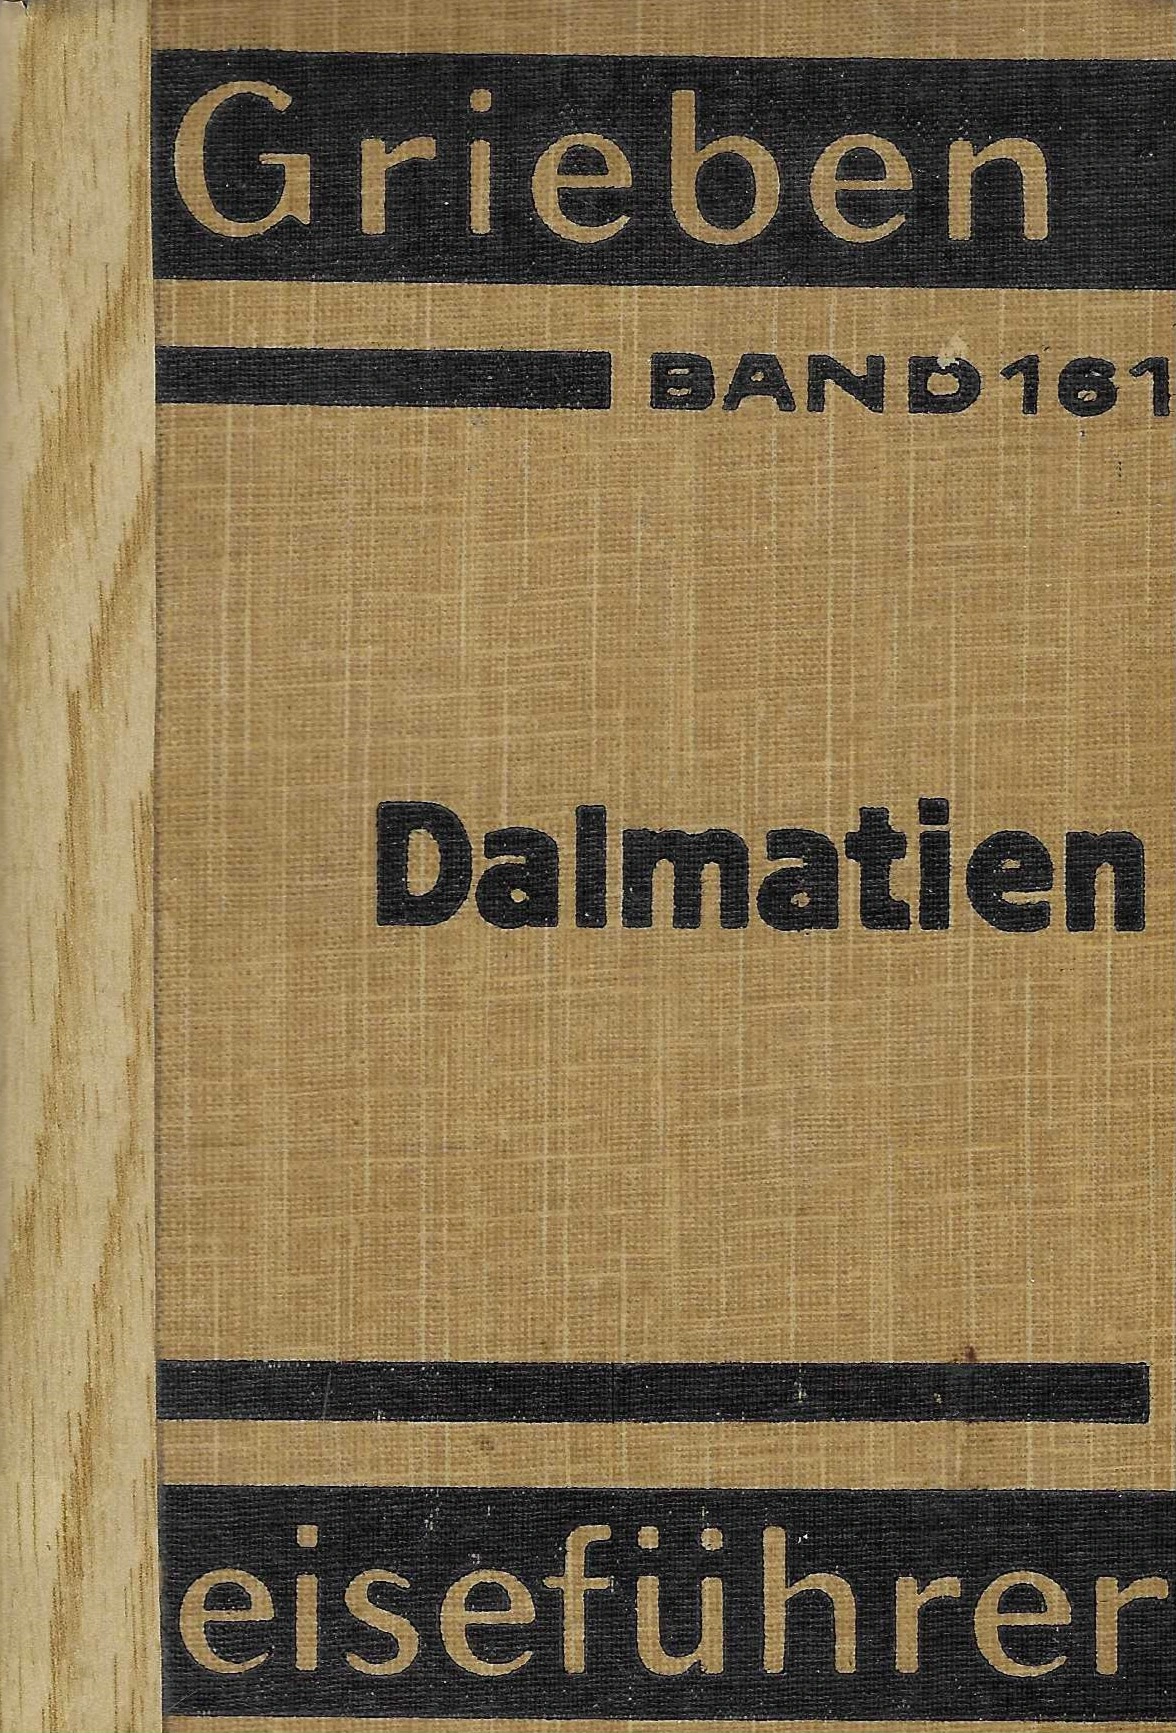 Grieben
BAND 161
Dalmatien
eiseführer